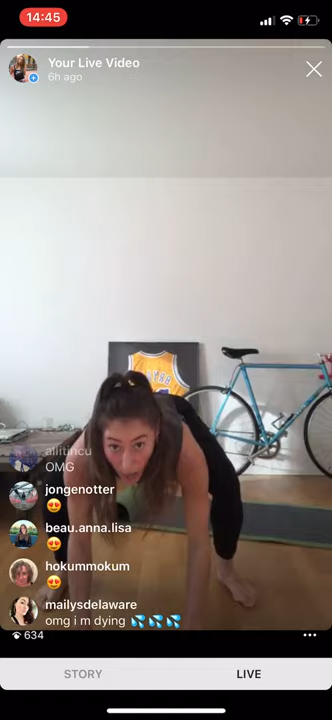 14:45
Your Live Video
6h ago
allitincu
OMG
jongenotter
😍
beau.anna.lisa
😍
hokummokum
😍
mailysdelaware
omg i m dying 💦💦💦
634
STORY
LIVE